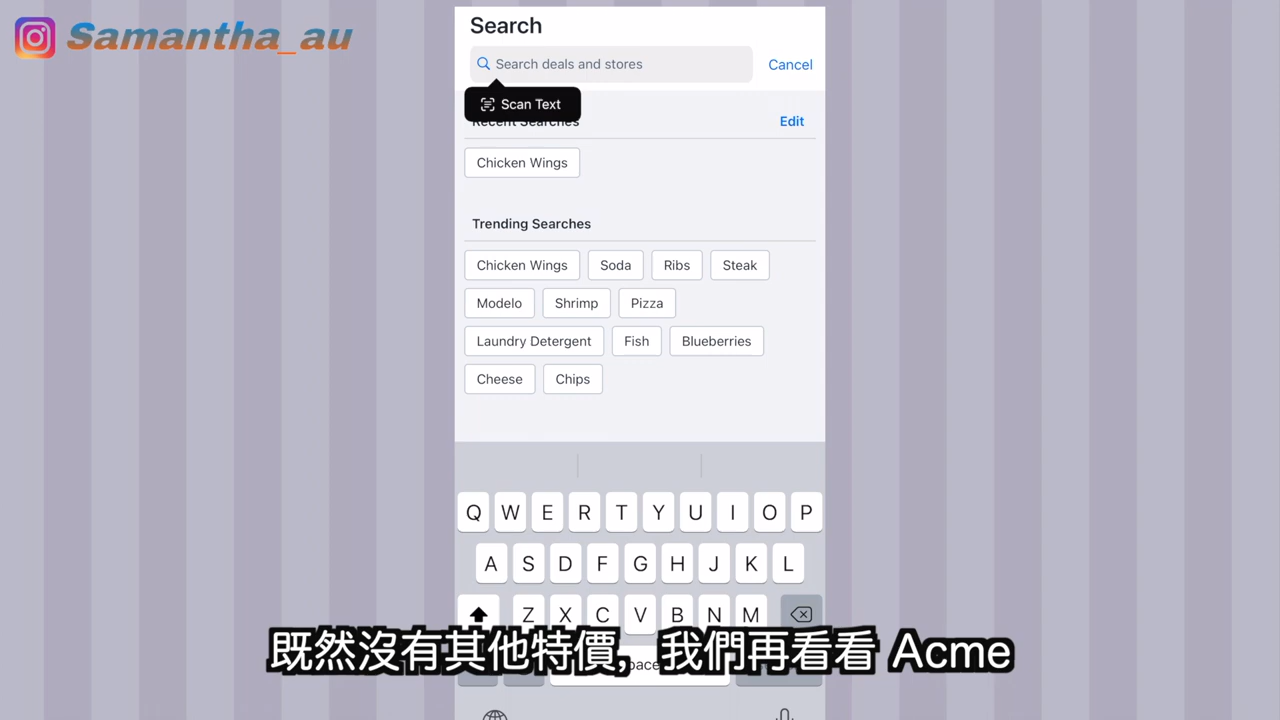 Samantha_au
Search
Search deals and stores
Cancel
Scan Text
Recent Searches
Edit
Chicken Wings
Trending Searches
Chicken Wings Soda Ribs Steak
Modelo Shrimp Pizza
Laundry Detergent Fish Blueberries
Cheese Chips
Q W E R T Y U I O P
A S D F G H J K L
Z X C V B N M
既然沒有其他特價, 我們再看看 Acme